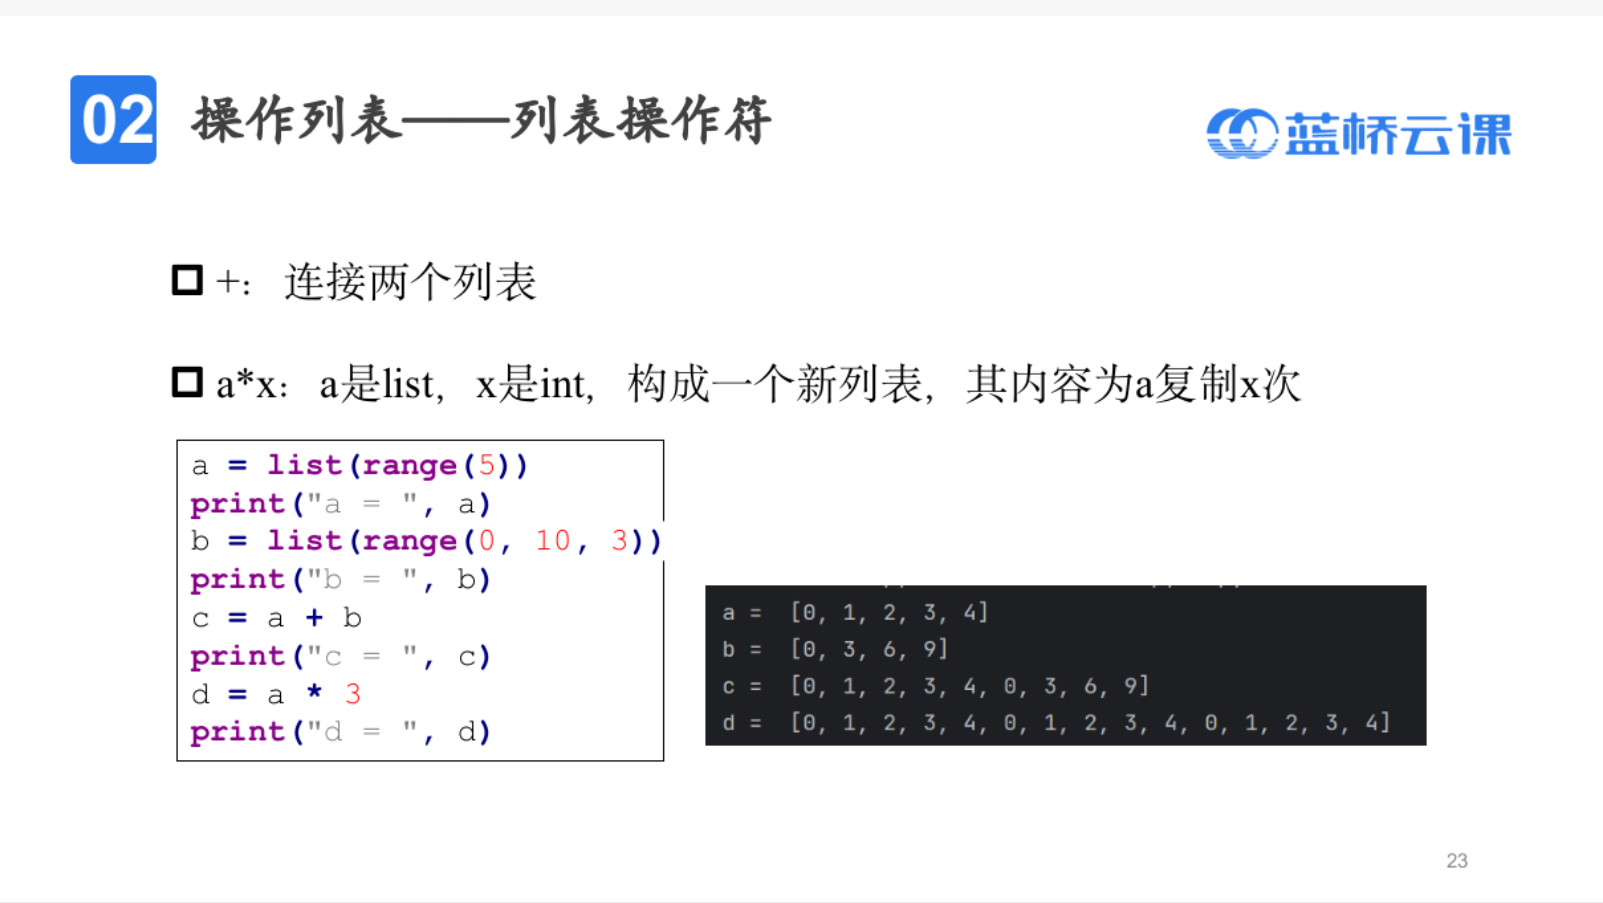 02
操作列表——列表操作符
蓝桥云课
+：连接两个列表
a*x：a是list，x是int，构成一个新列表，其内容为a复制x次
a = list(range(5))
print("a = ", a)
b = list(range(0, 10, 3))
print("b = ", b)
c = a + b
print("c = ", c)
d = a * 3
print("d = ", d)
a =  [0, 1, 2, 3, 4]
b =  [0, 3, 6, 9]
c =  [0, 1, 2, 3, 4, 0, 3, 6, 9]
d =  [0, 1, 2, 3, 4, 0, 1, 2, 3, 4, 0, 1, 2, 3, 4]
23